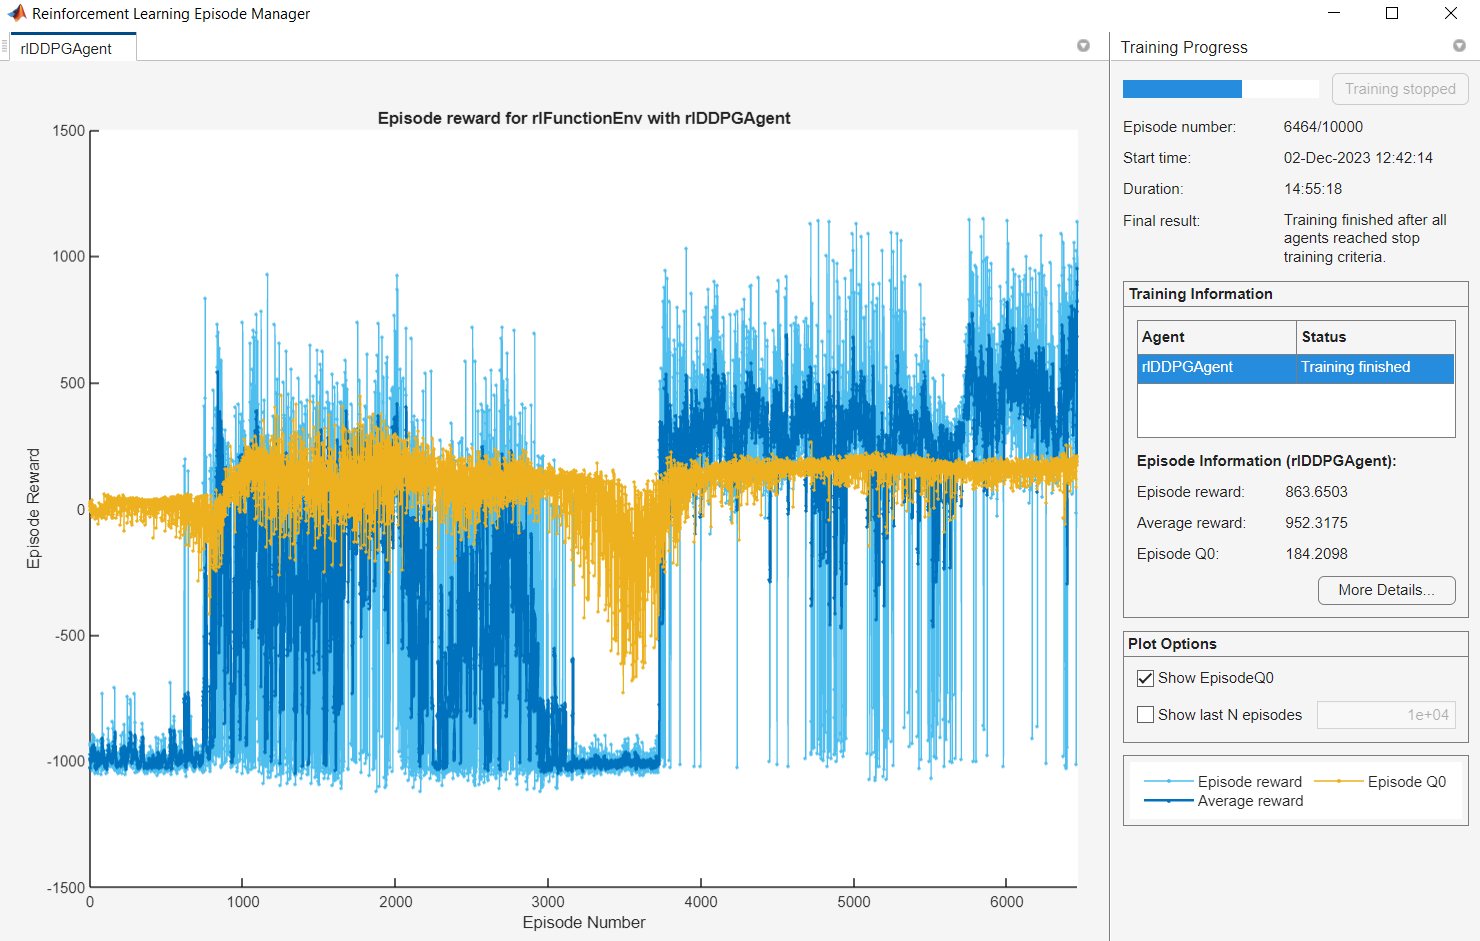 Reinforcement Learning Episode Manager
rlDDPGAgent
Episode reward for rlFunctionEnv with rlDDPGAgent
1500
1000
500
0
-500
-1000
-1500
Episode Reward
0 1000 2000 3000 4000 5000 6000
Episode Number
Training Progress
Training stopped
Episode number: 6464/10000
Start time: 02-Dec-2023 12:42:14
Duration: 14:55:18
Final result: Training finished after all
agents reached stop
training criteria.
Training Information
Agent Status
rlDDPGAgent Training finished
Episode Information (rlDDPGAgent):
Episode reward: 863.6503
Average reward: 952.3175
Episode Q0: 184.2098
More Details...
Plot Options
Show EpisodeQ0
Show last N episodes 1e+04
Episode reward Episode Q0
Average reward